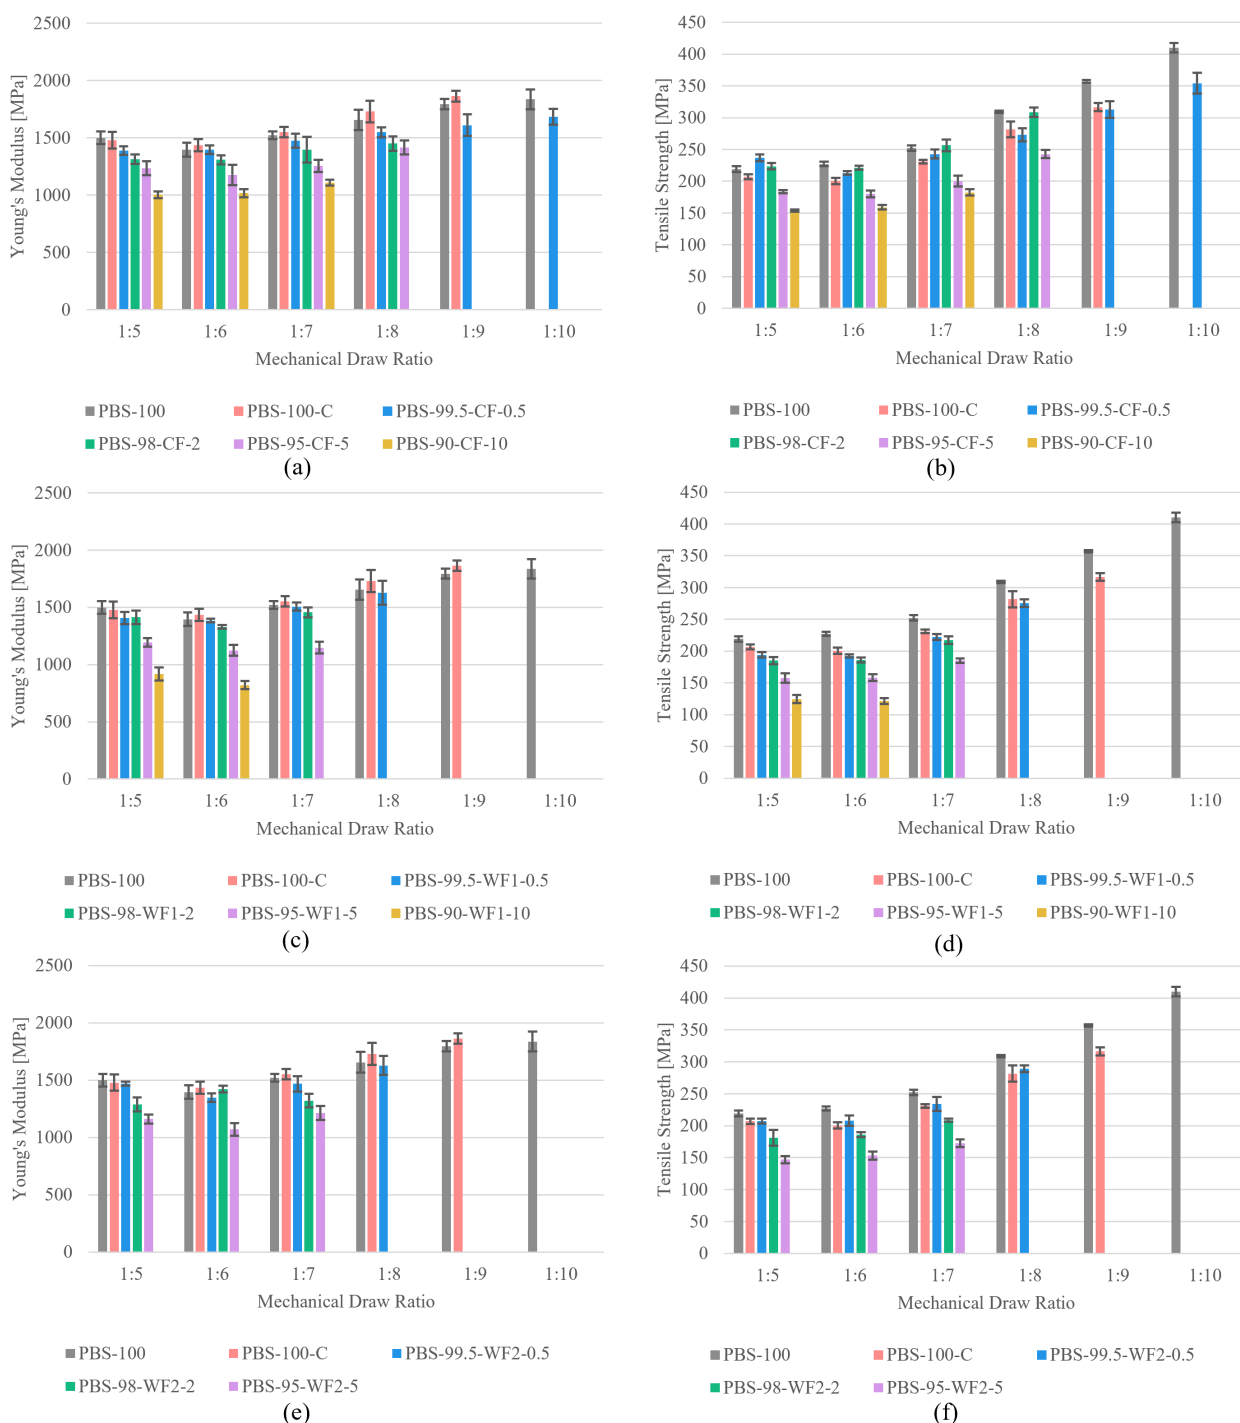 Young's Modulus [MPa]
2500
2000
1500
1000
500
0
1:5 1:6 1:7 1:8 1:9 1:10
Mechanical Draw Ratio
PBS-100 PBS-100-C PBS-99.5-CF-0.5
PBS-98-CF-2 PBS-95-CF-5 PBS-90-CF-10
(a)
Tensile Strength [MPa]
450
400
350
300
250
200
150
100
50
0
1:5 1:6 1:7 1:8 1:9 1:10
Mechanical Draw Ratio
PBS-100 PBS-100-C PBS-99.5-CF-0.5
PBS-98-CF-2 PBS-95-CF-5 PBS-90-CF-10
(b)
Young's Modulus [MPa]
2500
2000
1500
1000
500
0
1:5 1:6 1:7 1:8 1:9 1:10
Mechanical Draw Ratio
PBS-100 PBS-100-C PBS-99.5-WF1-0.5
PBS-98-WF1-2 PBS-95-WF1-5 PBS-90-WF1-10
(c)
Tensile Strength [MPa]
450
400
350
300
250
200
150
100
50
0
1:5 1:6 1:7 1:8 1:9 1:10
Mechanical Draw Ratio
PBS-100 PBS-100-C PBS-99.5-WF1-0.5
PBS-98-WF1-2 PBS-95-WF1-5 PBS-90-WF1-10
(d)
Young's Modulus [MPa]
2500
2000
1500
1000
500
0
1:5 1:6 1:7 1:8 1:9 1:10
Mechanical Draw Ratio
PBS-100 PBS-100-C PBS-99.5-WF2-0.5
PBS-98-WF2-2 PBS-95-WF2-5
(e)
Tensile Strength [MPa]
450
400
350
300
250
200
150
100
50
0
1:5 1:6 1:7 1:8 1:9 1:10
Mechanical Draw Ratio
PBS-100 PBS-100-C PBS-99.5-WF2-0.5
PBS-98-WF2-2 PBS-95-WF2-5
(f)